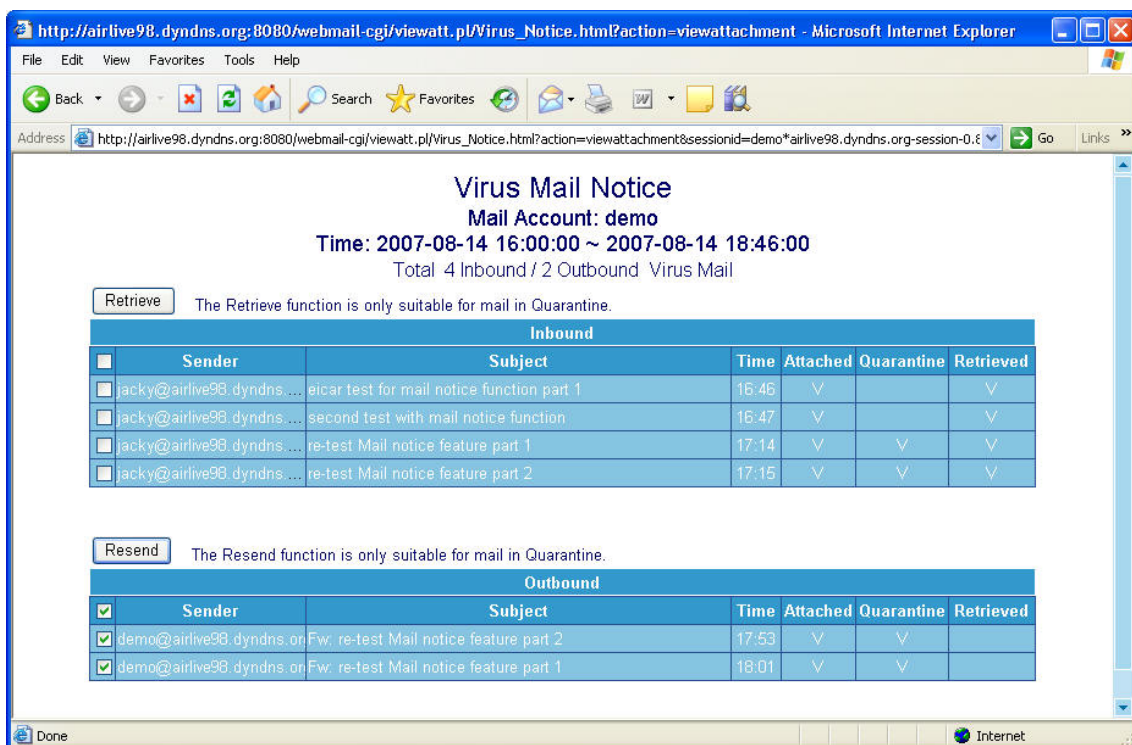 http://airlive98.dyndns.org:8080/webmail-cgi/viewatt.pl/Virus_Notice.html?action=viewattachment - Microsoft Internet Explorer
File Edit View Favorites Tools Help
Back Search Favorites
Address http://airlive98.dyndns.org:8080/webmail-cgi/viewatt.pl/Virus_Notice.html?action=viewattachment&sessionid=demo*airlive98.dyndns.org-session-0.8 Go Links »
Virus Mail Notice
Mail Account: demo
Time: 2007-08-14 16:00:00 ~ 2007-08-14 18:46:00
Total 4 Inbound / 2 Outbound Virus Mail
Retrieve The Retrieve function is only suitable for mail in Quarantine.
Inbound
Sender Subject Time Attached Quarantine Retrieved
jacky@airlive98.dyndns.... eicar test for mail notice function part 1 16:46 V V
jacky@airlive98.dyndns.... second test with mail notice function 16:47 V V
jacky@airlive98.dyndns.... re-test Mail notice feature part 1 17:14 V V V
jacky@airlive98.dyndns.... re-test Mail notice feature part 2 17:15 V V V
Resend The Resend function is only suitable for mail in Quarantine.
Outbound
Sender Subject Time Attached Quarantine Retrieved
demo@airlive98.dyndns.or Fw: re-test Mail notice feature part 2 17:53 V V
demo@airlive98.dyndns.or Fw: re-test Mail notice feature part 1 18:01 V V
Done Internet